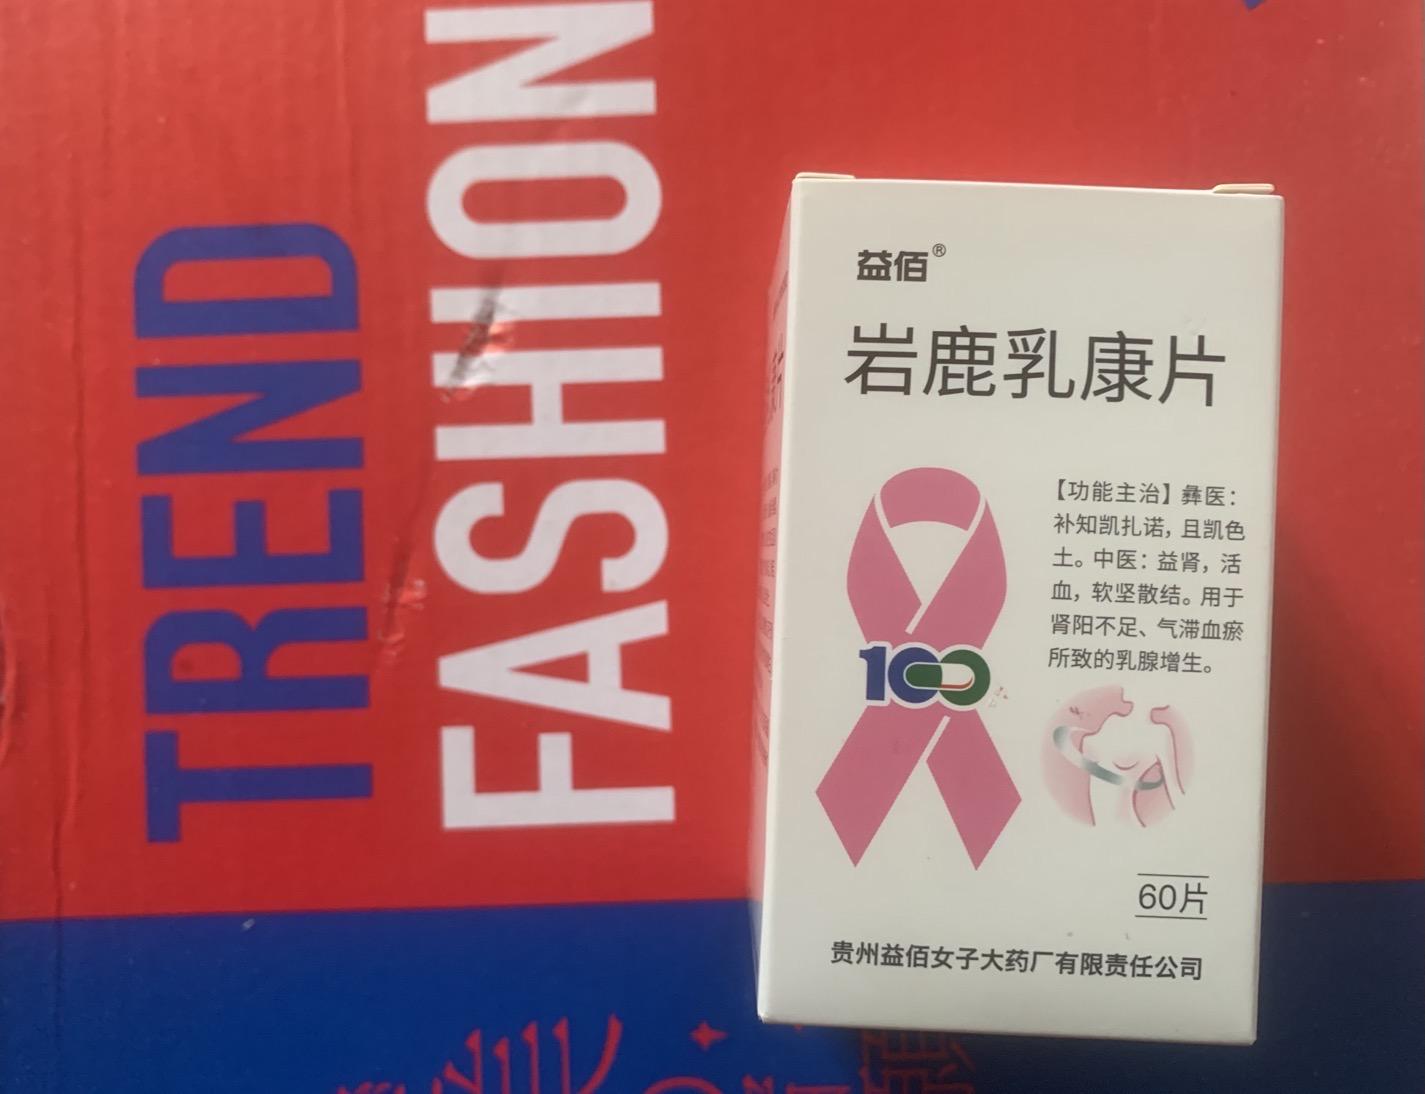 TREND
FASHION
益佰®
岩鹿乳康片
【功能主治】彝医：
补知凯扎诺，且凯色
土。中医：益肾，活
血，软坚散结。用于
肾阳不足、气滞血瘀
所致的乳腺增生。
100
60片
贵州益佰女子大药厂有限责任公司